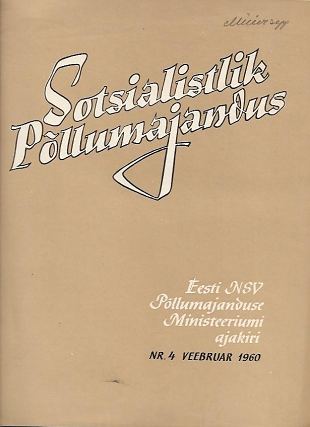 Sotsialistlik
Põllumajandus
Eesti NSV
Põllumajanduse
Ministeeriumi
ajakiri
NR. 4 VEEBRUAR 1960